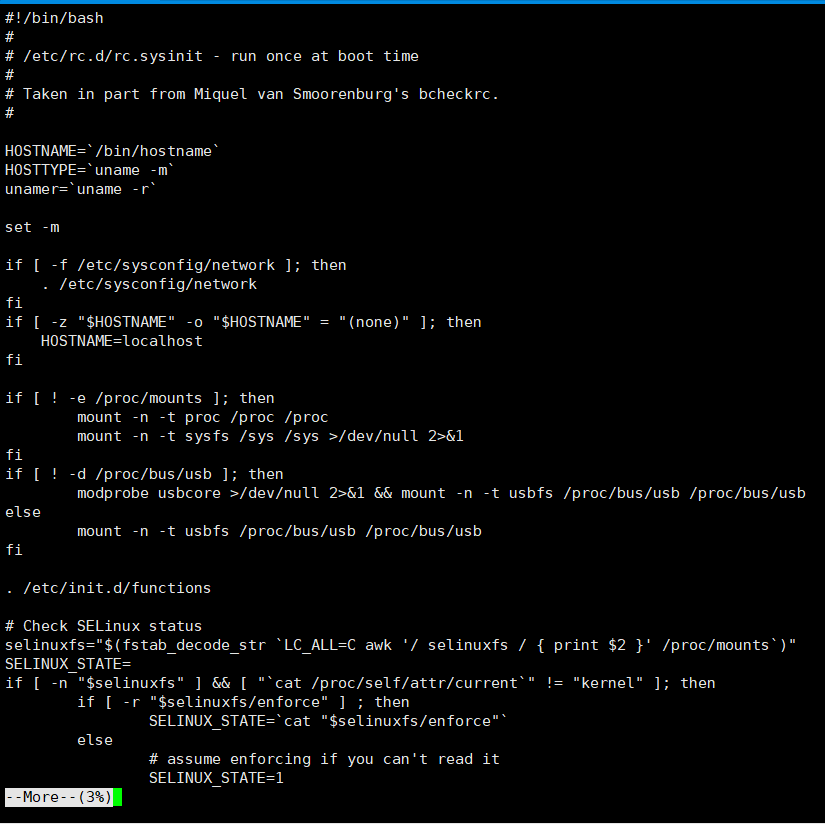 #!/bin/bash
#
# /etc/rc.d/rc.sysinit - run once at boot time
#
# Taken in part from Miquel van Smoorenburg's bcheckrc.
#

HOSTNAME=`/bin/hostname`
HOSTTYPE=`uname -m`
unamer=`uname -r`

set -m

if [ -f /etc/sysconfig/network ]; then
    . /etc/sysconfig/network
fi
if [ -z "$HOSTNAME" -o "$HOSTNAME" = "(none)" ]; then
    HOSTNAME=localhost
fi

if [ ! -e /proc/mounts ]; then
        mount -n -t proc /proc /proc
        mount -n -t sysfs /sys /sys >/dev/null 2>&1
fi
if [ ! -d /proc/bus/usb ]; then
        modprobe usbcore >/dev/null 2>&1 && mount -n -t usbfs /proc/bus/usb /proc/bus/usb
else
        mount -n -t usbfs /proc/bus/usb /proc/bus/usb
fi

. /etc/init.d/functions

# Check SELinux status
selinuxfs="$(fstab_decode_str `LC_ALL=C awk '/ selinuxfs / { print $2 }' /proc/mounts`)"
SELINUX_STATE=
if [ -n "$selinuxfs" ] && [ "`cat /proc/self/attr/current`" != "kernel" ]; then
        if [ -r "$selinuxfs/enforce" ] ; then
                SELINUX_STATE=`cat "$selinuxfs/enforce"`
        else
                # assume enforcing if you can't read it
                SELINUX_STATE=1
--More--(3%)